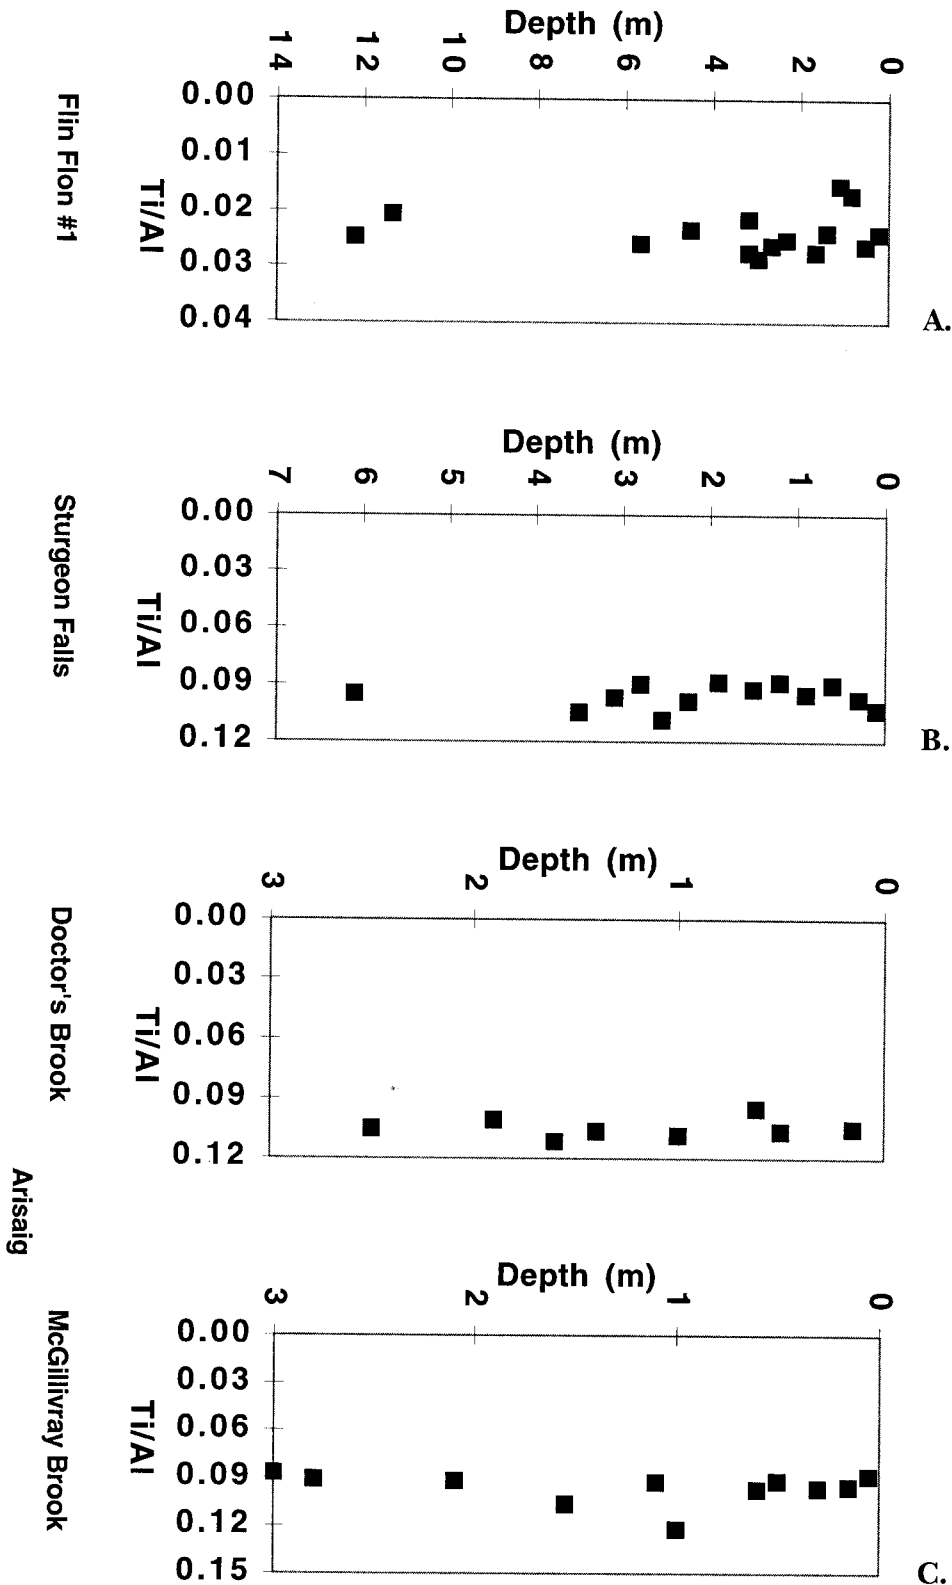 Depth (m)
14 12 10 8 6 4 2 0
0.00
0.01
0.02
0.03
0.04
Ti/Al
Flin Flon #1
A.
Depth (m)
7 6 5 4 3 2 1 0
0.00
0.03
0.06
0.09
0.12
Ti/Al
Sturgeon Falls
B.
Depth (m)
3 2 1 0
0.00
0.03
0.06
0.09
0.12
Ti/Al
Doctor's Brook
Arisaig
Depth (m)
3 2 1 0
0.00
0.03
0.06
0.09
0.12
0.15
Ti/Al
McGillivray Brook
C.